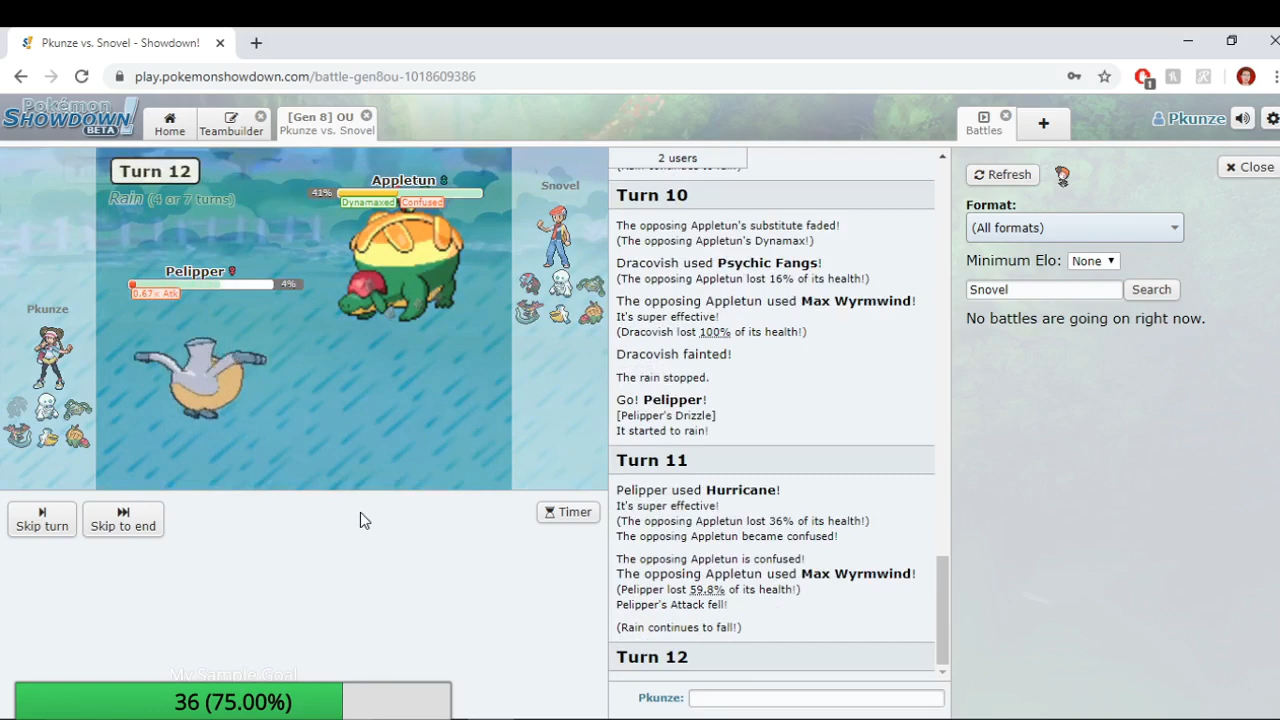 Pkunze vs. Snovel - Showdown!
play.pokemonshowdown.com/battle-gen8ou-1018609386
1
Pokémon
SHOWDOWN!
BETA
Home
Teambuilder
[Gen 8] OU
Pkunze vs. Snovel
Battles
Pkunze
Turn 12
Rain (4 or 7 turns)
Appletun
41%
Dynamaxed Confused
Pelipper
4%
0.67× Atk
Pkunze
Snovel
2 users
(Rain continues to fall!)
Turn 10
The opposing Appletun's substitute faded!
(The opposing Appletun's Dynamax!)
Dracovish used Psychic Fangs!
(The opposing Appletun lost 16% of its health!)
The opposing Appletun used Max Wyrmwind!
It's super effective!
(Dracovish lost 100% of its health!)
Dracovish fainted!
The rain stopped.
Go! Pelipper!
[Pelipper's Drizzle]
It started to rain!
Turn 11
Pelipper used Hurricane!
It's super effective!
(The opposing Appletun lost 36% of its health!)
The opposing Appletun became confused!
The opposing Appletun is confused!
The opposing Appletun used Max Wyrmwind!
(Pelipper lost 59.8% of its health!)
Pelipper's Attack fell!
(Rain continues to fall!)
Turn 12
Pkunze:
Refresh
Close
Format:
(All formats)
Minimum Elo: None
Snovel
Search
No battles are going on right now.
Skip turn
Skip to end
Timer
My Sample Goal
36 (75.00%)